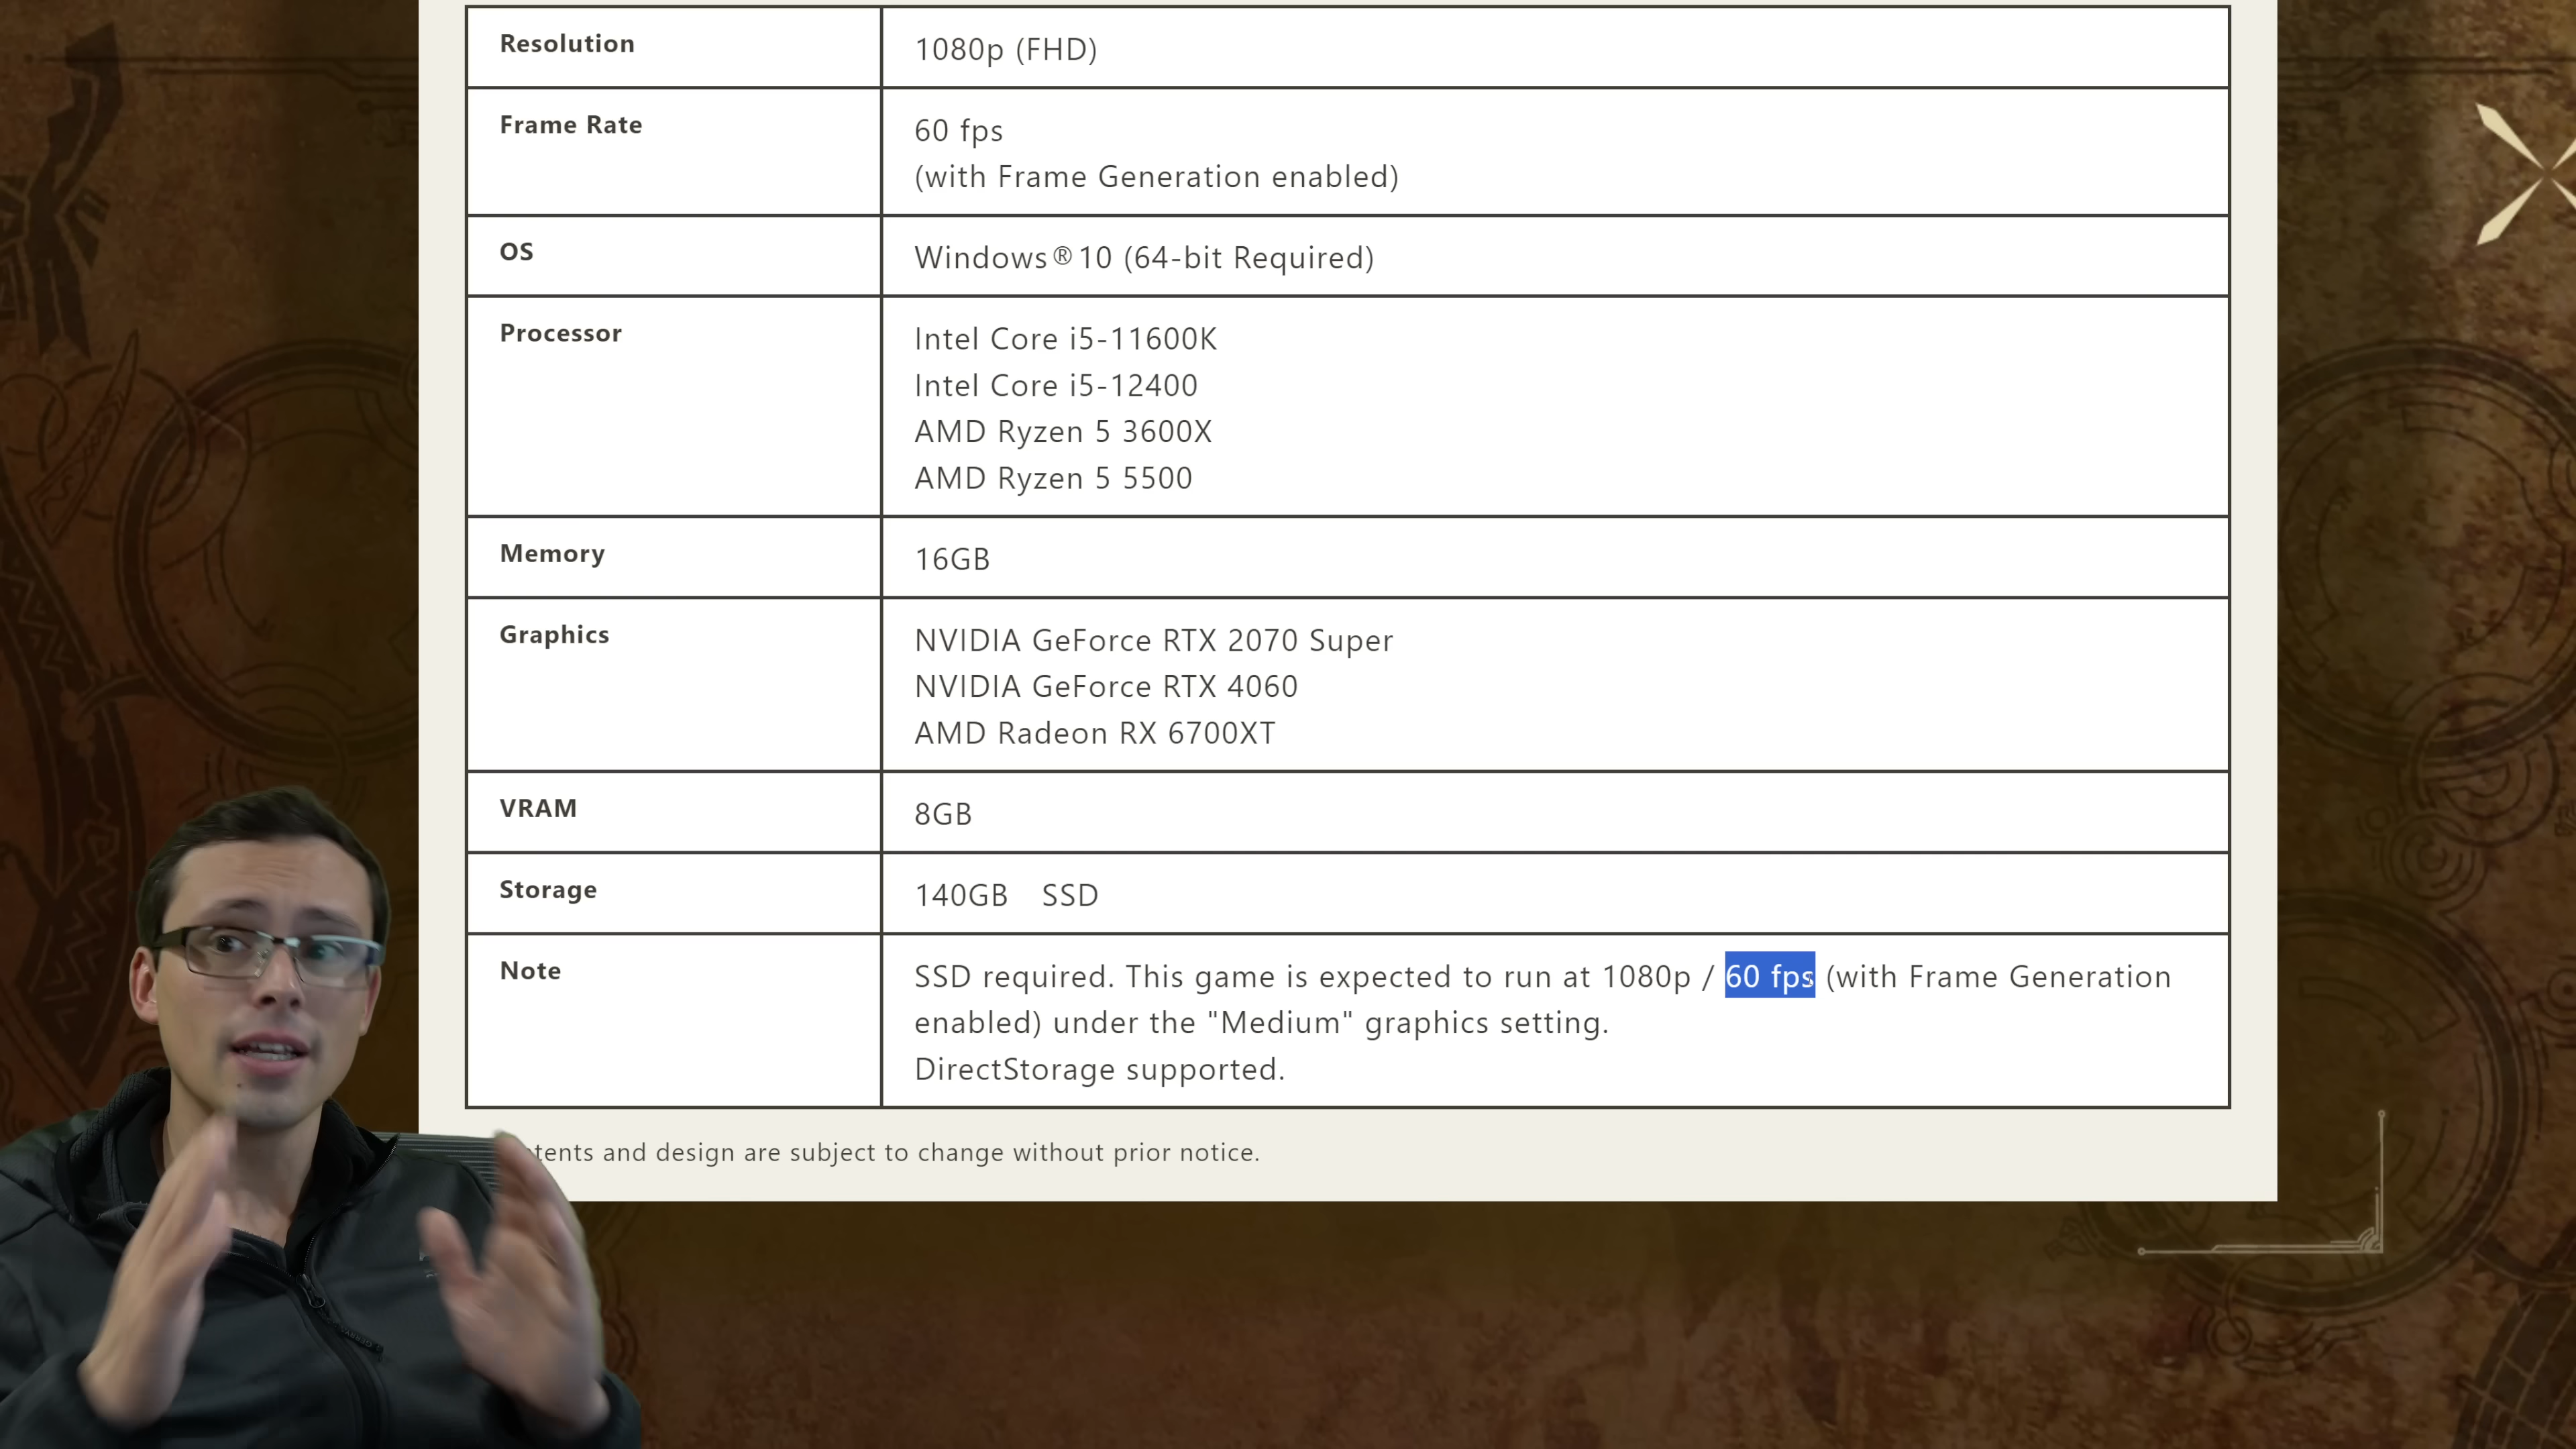 Resolution
1080p (FHD)
Frame Rate
60 fps
(with Frame Generation enabled)
OS
Windows®10 (64-bit Required)
Processor
Intel Core i5-11600K
Intel Core i5-12400
AMD Ryzen 5 3600X
AMD Ryzen 5 5500
Memory
16GB
Graphics
NVIDIA GeForce RTX 2070 Super
NVIDIA GeForce RTX 4060
AMD Radeon RX 6700XT
VRAM
8GB
Storage
140GB SSD
Note
SSD required. This game is expected to run at 1080p / 60 fps (with Frame Generation
enabled) under the "Medium" graphics setting.
DirectStorage supported.
and design are subject to change without prior notice.